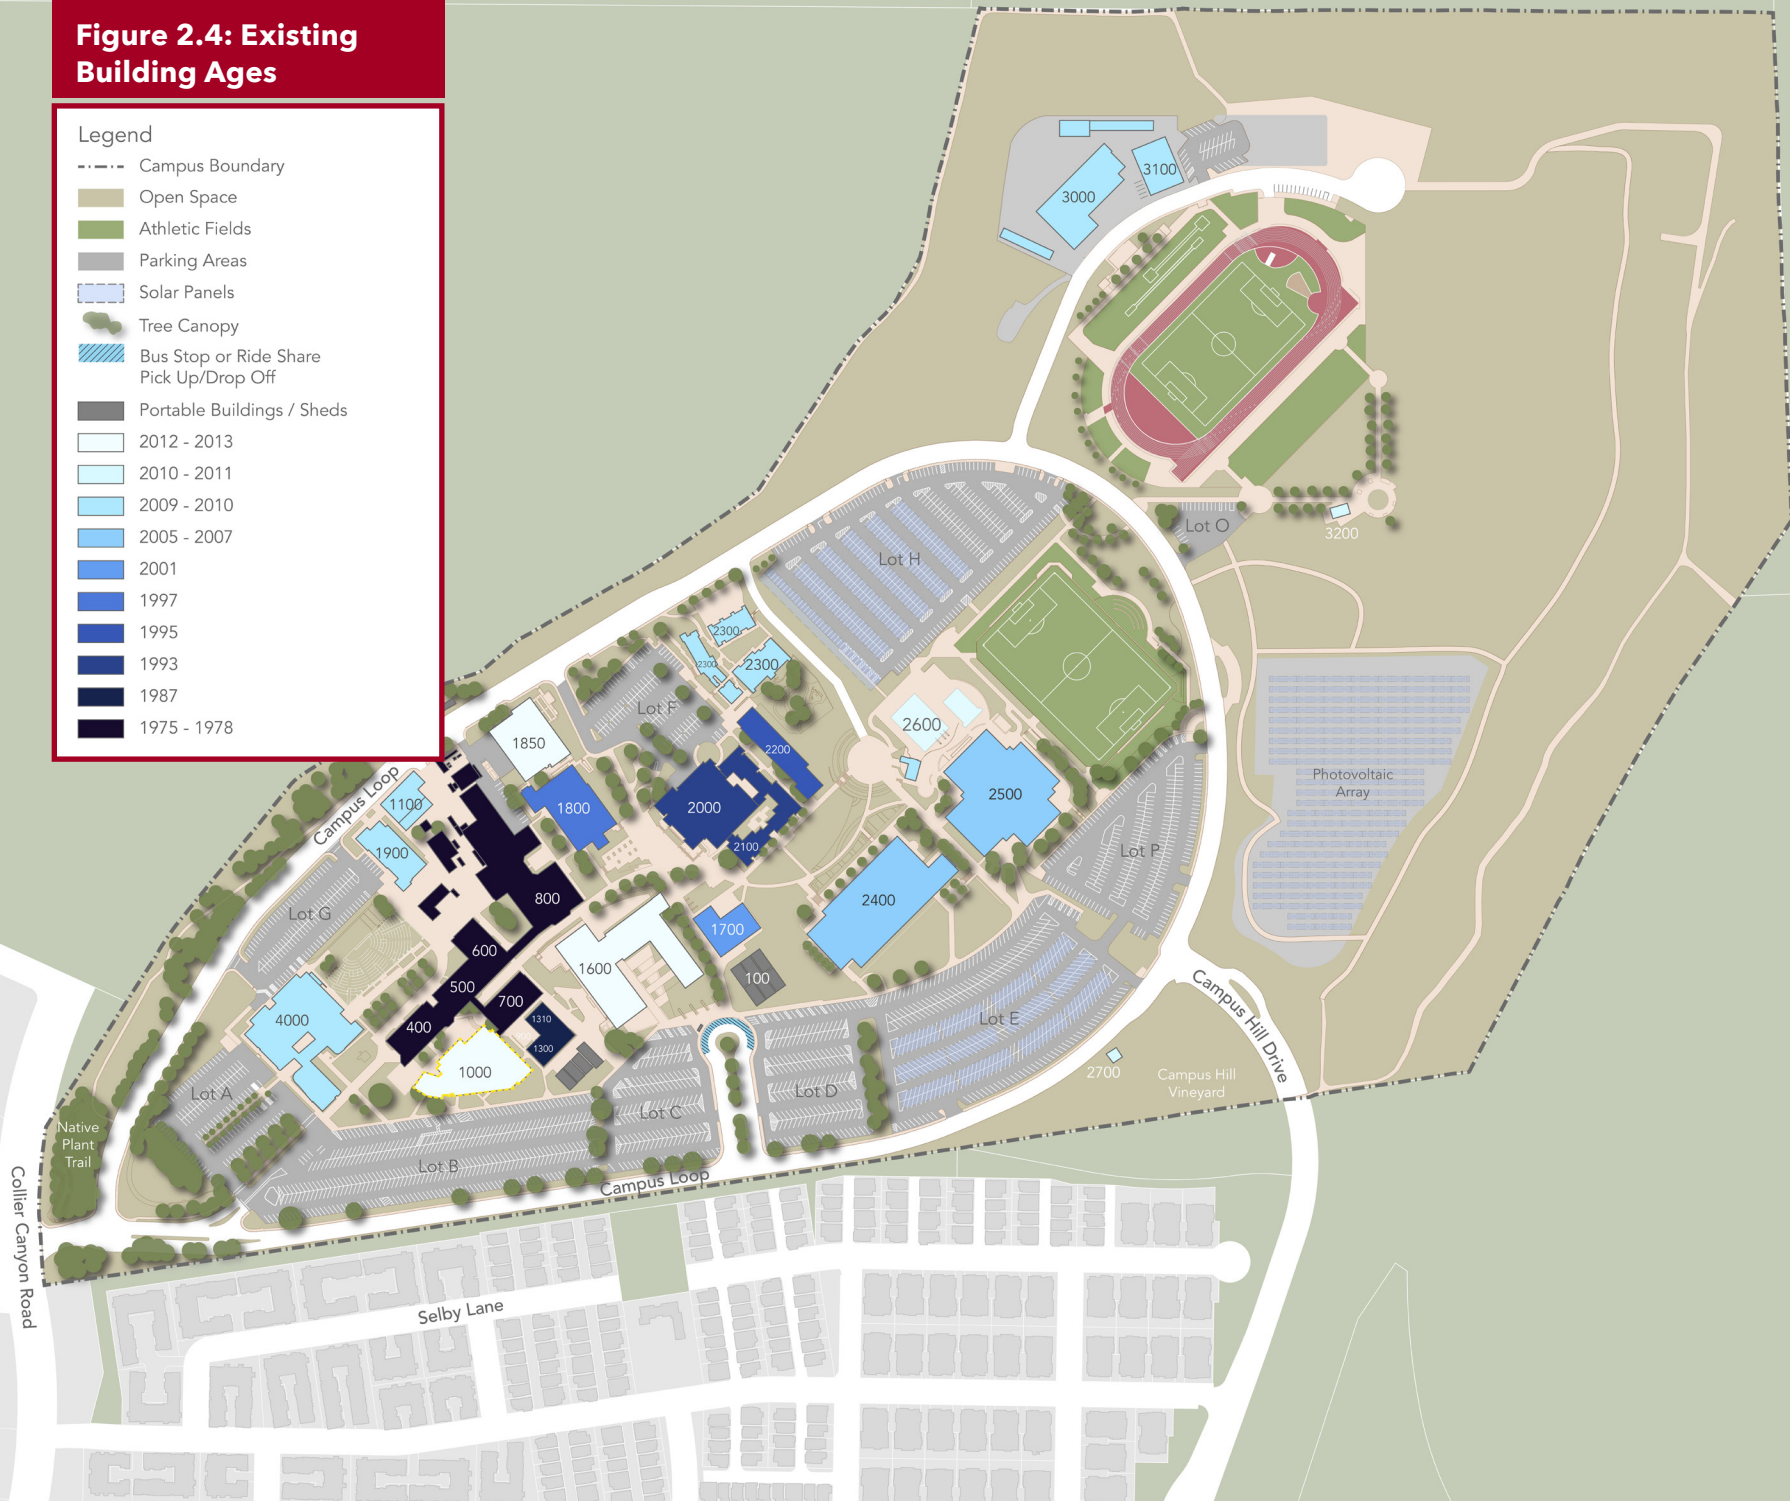 Figure 2.4: Existing
Building Ages
Legend
Campus Boundary
Open Space
Athletic Fields
Parking Areas
Solar Panels
Tree Canopy
Bus Stop or Ride Share
Pick Up/Drop Off
Portable Buildings / Sheds
2012 - 2013
2010 - 2011
2009 - 2010
2005 - 2007
2001
1997
1995
1993
1987
1975 - 1978
3100
3000
Lot O
3200
Lot H
2300
2300
2300
Lot F
2600
1850
2200
Photovoltaic
Array
2500
Campus Loop
1100
1800
2000
2100
1900
Lot P
800
2400
Lot G
1700
600
1600
100
500
700
Campus Hill Drive
4000
400
1310
1300
Lot E
1000
2700
Campus Hill
Vineyard
Lot A
Lot D
Lot C
Native
Plant
Trail
Lot B
Campus Loop
Collier Canyon Road
Selby Lane